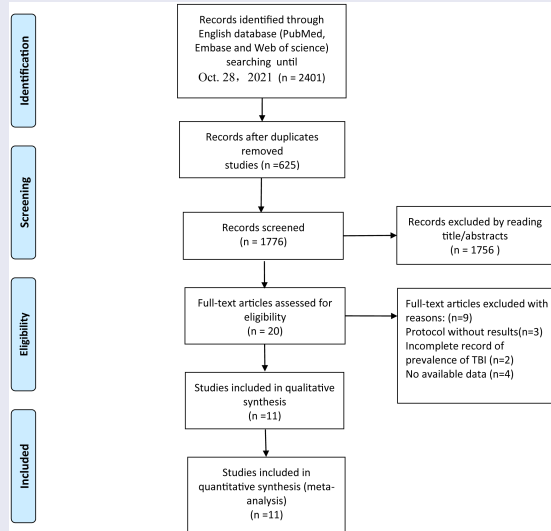 Identification
Records identified through
English database (PubMed,
Embase and Web of science)
searching until
Oct. 28，2021 (n = 2401)
Records after duplicates
removed
studies (n =625)
Screening
Records screened
(n = 1776)
Records excluded by reading
title/abstracts
(n = 1756 )
Eligibility
Full-text articles assessed for
eligibility
(n = 20)
Full-text articles excluded with
reasons: (n=9)
Protocol without results(n=3)
Incomplete record of
prevalence of TBI (n=2)
No available data (n=4)
Studies included in qualitative
synthesis
(n =11)
Included
Studies included in
quantitative synthesis (meta-
analysis)
(n =11)